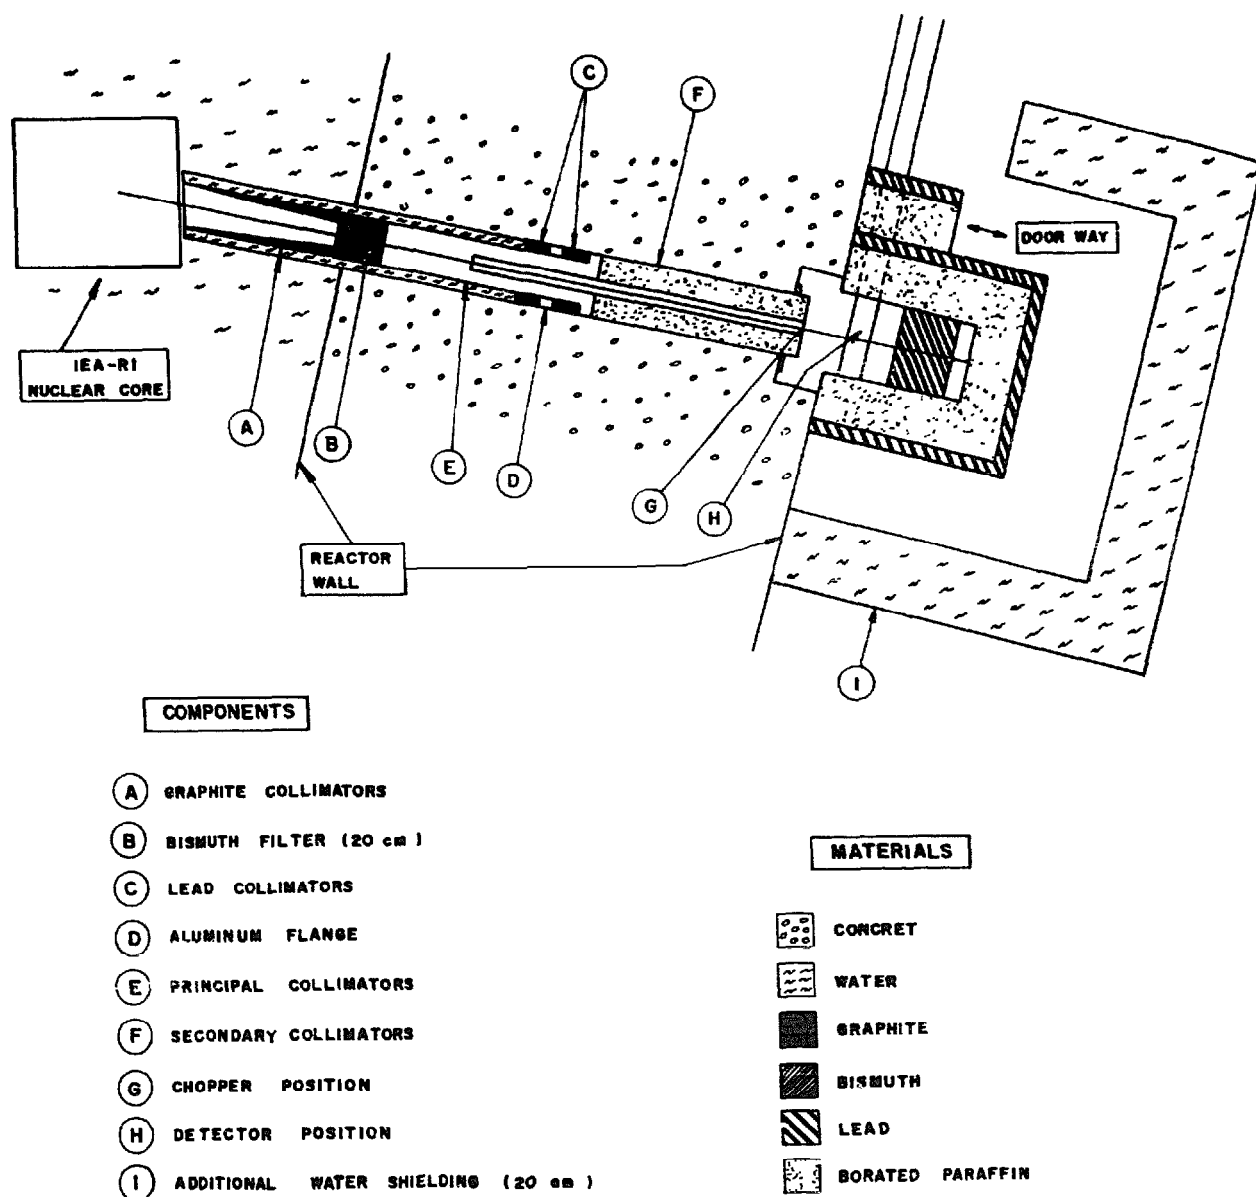 C
F
DOOR WAY
IEA-R1
NUCLEAR CORE
A
B
E
D
G
H
REACTOR
WALL
I
COMPONENTS
A GRAPHITE COLLIMATORS
B BISMUTH FILTER (20 cm)
C LEAD COLLIMATORS
D ALUMINUM FLANGE
E PRINCIPAL COLLIMATORS
F SECONDARY COLLIMATORS
G CHOPPER POSITION
H DETECTOR POSITION
I ADDITIONAL WATER SHIELDING (20 cm)
MATERIALS
CONCRET
WATER
GRAPHITE
BISMUTH
LEAD
BORATED PARAFFIN